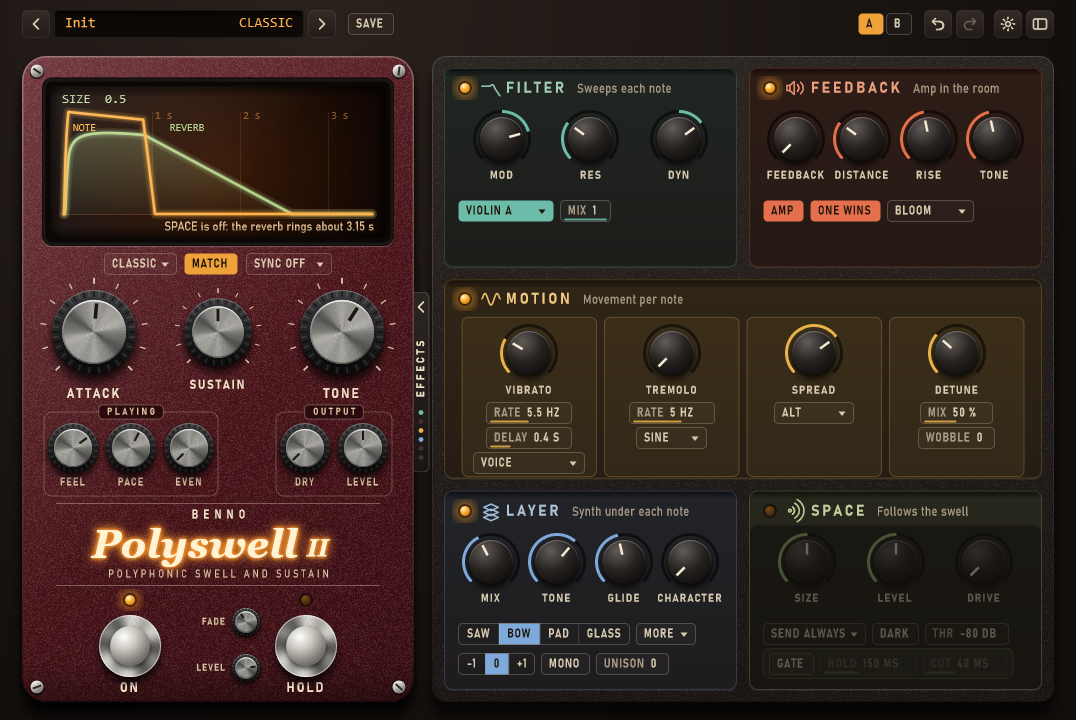 Init CLASSIC SAVE A B
SIZE 0.5
1 s 2 s 3 s
NOTE REVERB
SPACE is off: the reverb rings about 3.15 s
CLASSIC MATCH SYNC OFF
ATTACK SUSTAIN TONE
PLAYING OUTPUT
FEEL PACE EVEN DRY LEVEL
BENNO
Polyswell II
POLYPHONIC SWELL AND SUSTAIN
FADE
LEVEL
ON HOLD
EFFECTS
FILTER Sweeps each note
MOD RES DYN
VIOLIN A MIX 1
FEEDBACK Amp in the room
FEEDBACK DISTANCE RISE TONE
AMP ONE WINS BLOOM
MOTION Movement per note
VIBRATO TREMOLO SPREAD DETUNE
RATE 5.5 HZ RATE 5 HZ ALT MIX 50 %
DELAY 0.4 S SINE WOBBLE 0
VOICE
LAYER Synth under each note
MIX TONE GLIDE CHARACTER
SAW BOW PAD GLASS MORE
-1 0 +1 MONO UNISON 0
SPACE Follows the swell
SIZE LEVEL DRIVE
SEND ALWAYS DARK THR -80 DB
GATE HOLD 150 MS CUT 40 MS